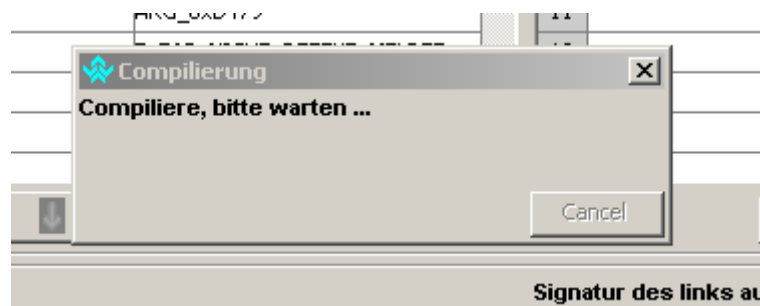 Compilierung
Compiliere, bitte warten ...
Cancel
Signatur des links au